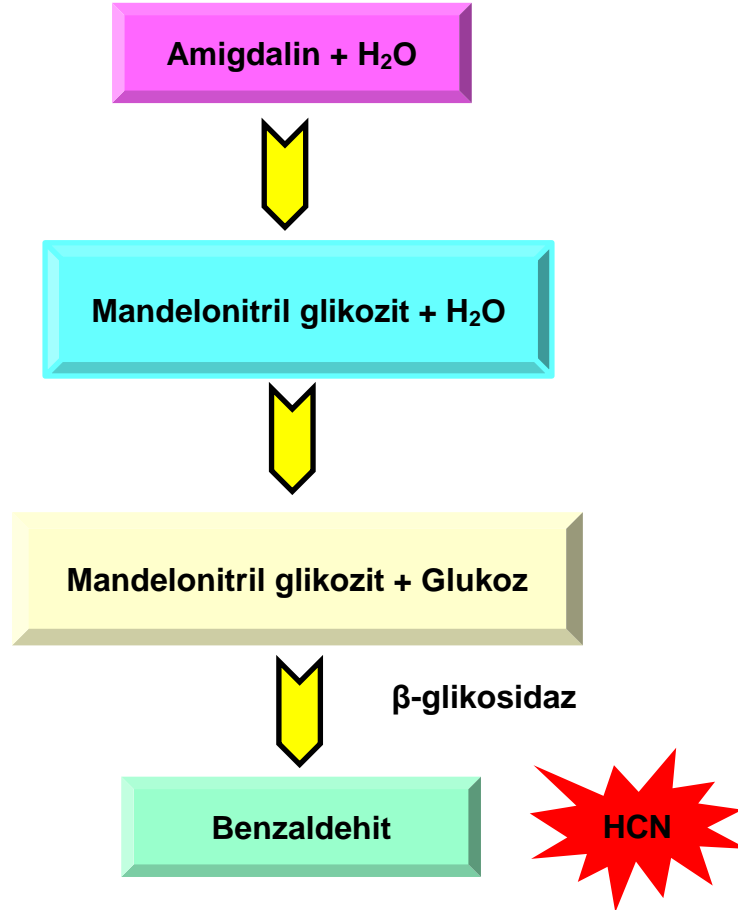 Amigdalin + H₂O
Mandelonitril glikozit + H₂O
Mandelonitril glikozit + Glukoz
β-glikosidaz
Benzaldehit
HCN